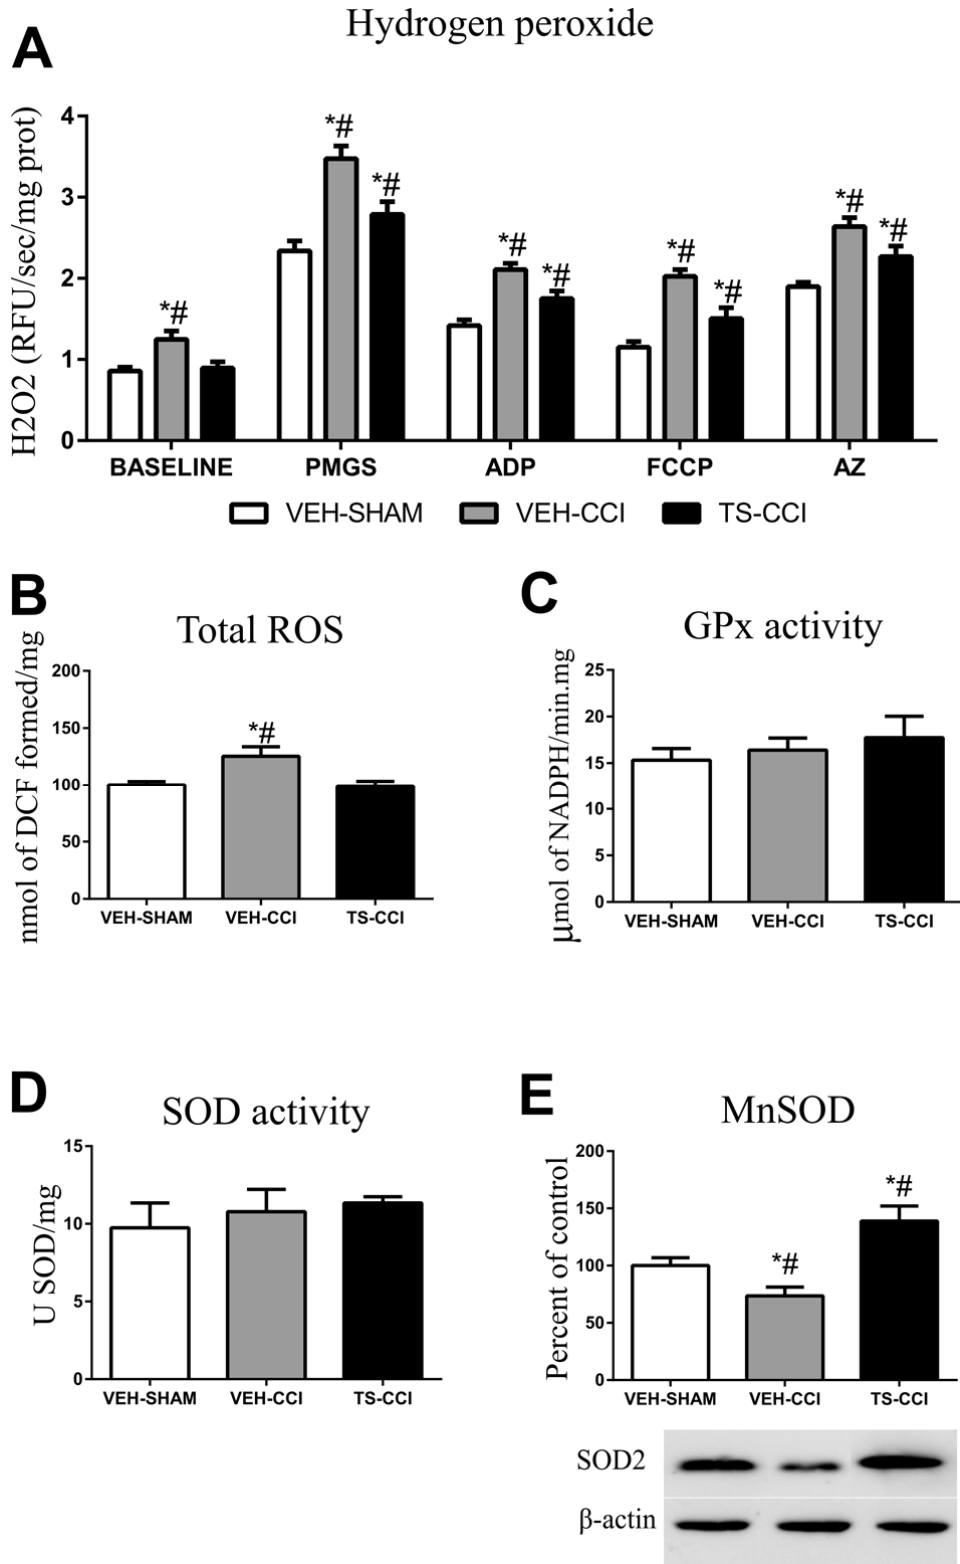 Hydrogen peroxide
A
H2O2 (RFU/sec/mg prot)
4
3
2
1
0
*#
*#
*#
*#
*#
*#
*#
*#
*#
BASELINE PMGS ADP FCCP AZ
VEH-SHAM VEH-CCI TS-CCI
B
Total ROS
nmol of DCF formed/mg
200
150
100
50
0
*#
VEH-SHAM VEH-CCI TS-CCI
C
GPx activity
µmol of NADPH/min.mg
25
20
15
10
5
0
VEH-SHAM VEH-CCI TS-CCI
D
SOD activity
U SOD/mg
15
10
5
0
VEH-SHAM VEH-CCI TS-CCI
E
MnSOD
Percent of control
200
150
100
50
0
*#
*#
VEH-SHAM VEH-CCI TS-CCI
SOD2
β-actin